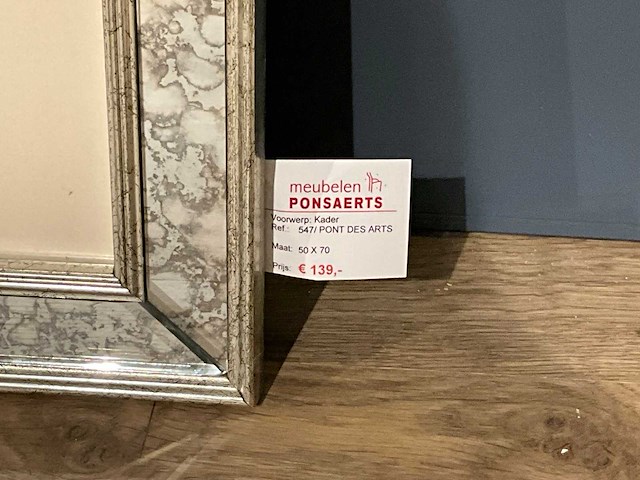 meubelen
PONSAERTS
Voorwerp: Kader
Ref.: 547/ PONT DES ARTS
Maat: 50 X 70
Prijs: € 139,-